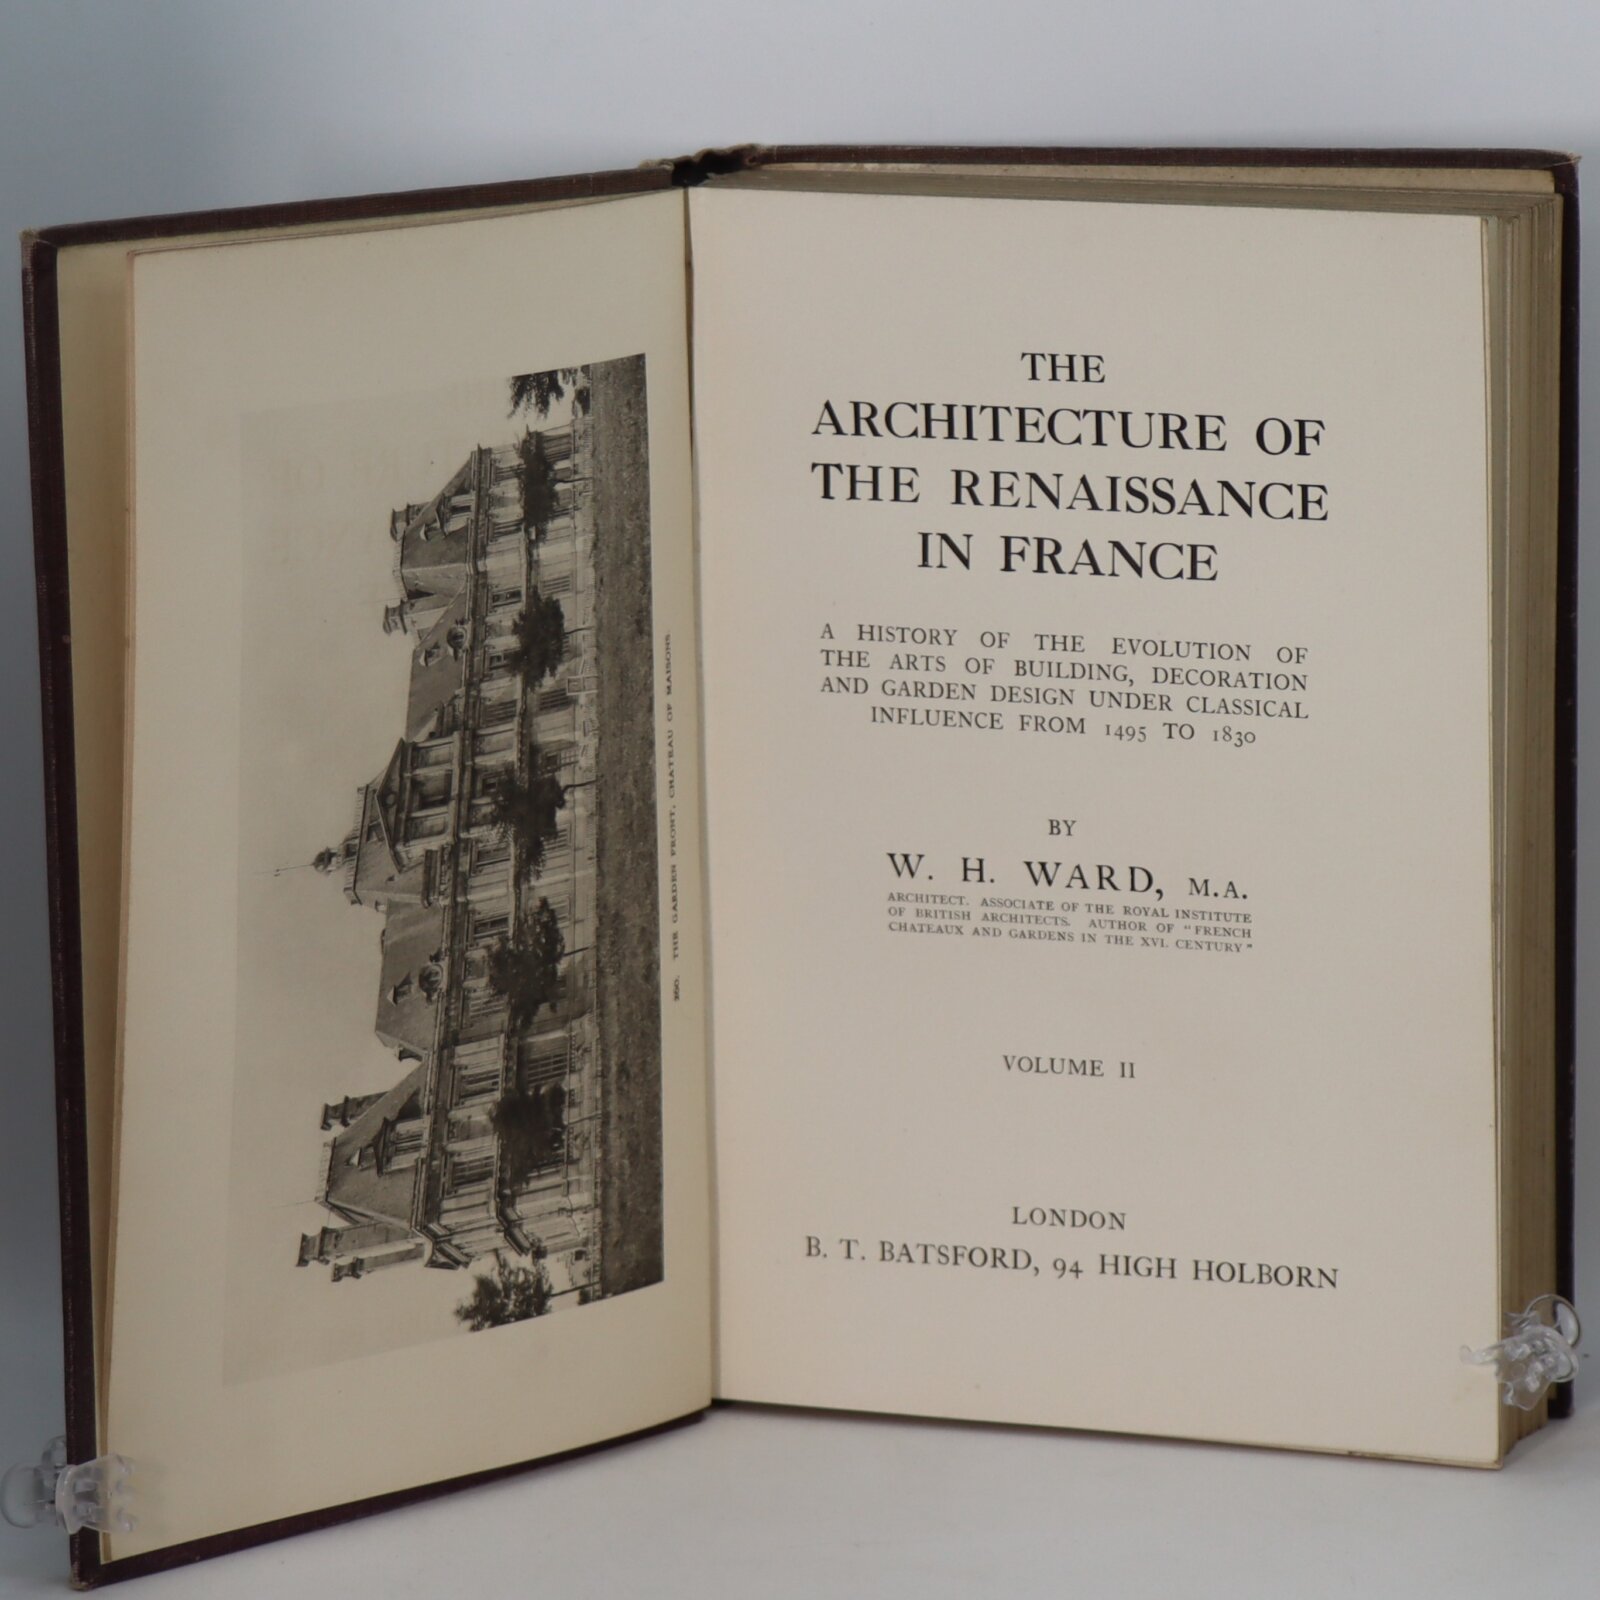 260. THE GARDEN FRONT, CHATEAU OF MAISONS.
THE
ARCHITECTURE OF
THE RENAISSANCE
IN FRANCE
A HISTORY OF THE EVOLUTION OF
THE ARTS OF BUILDING, DECORATION
AND GARDEN DESIGN UNDER CLASSICAL
INFLUENCE FROM 1495 TO 1830
BY
W. H. WARD, M.A.
ARCHITECT. ASSOCIATE OF THE ROYAL INSTITUTE
OF BRITISH ARCHITECTS. AUTHOR OF "FRENCH
CHATEAUX AND GARDENS IN THE XVI. CENTURY"
VOLUME II
LONDON
B. T. BATSFORD, 94 HIGH HOLBORN